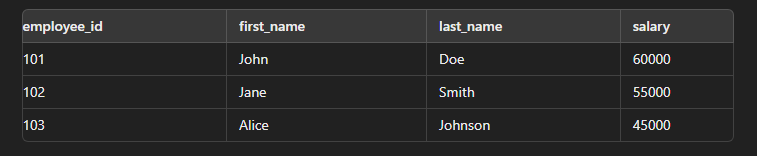 employee_id first_name last_name salary
101 John Doe 60000
102 Jane Smith 55000
103 Alice Johnson 45000